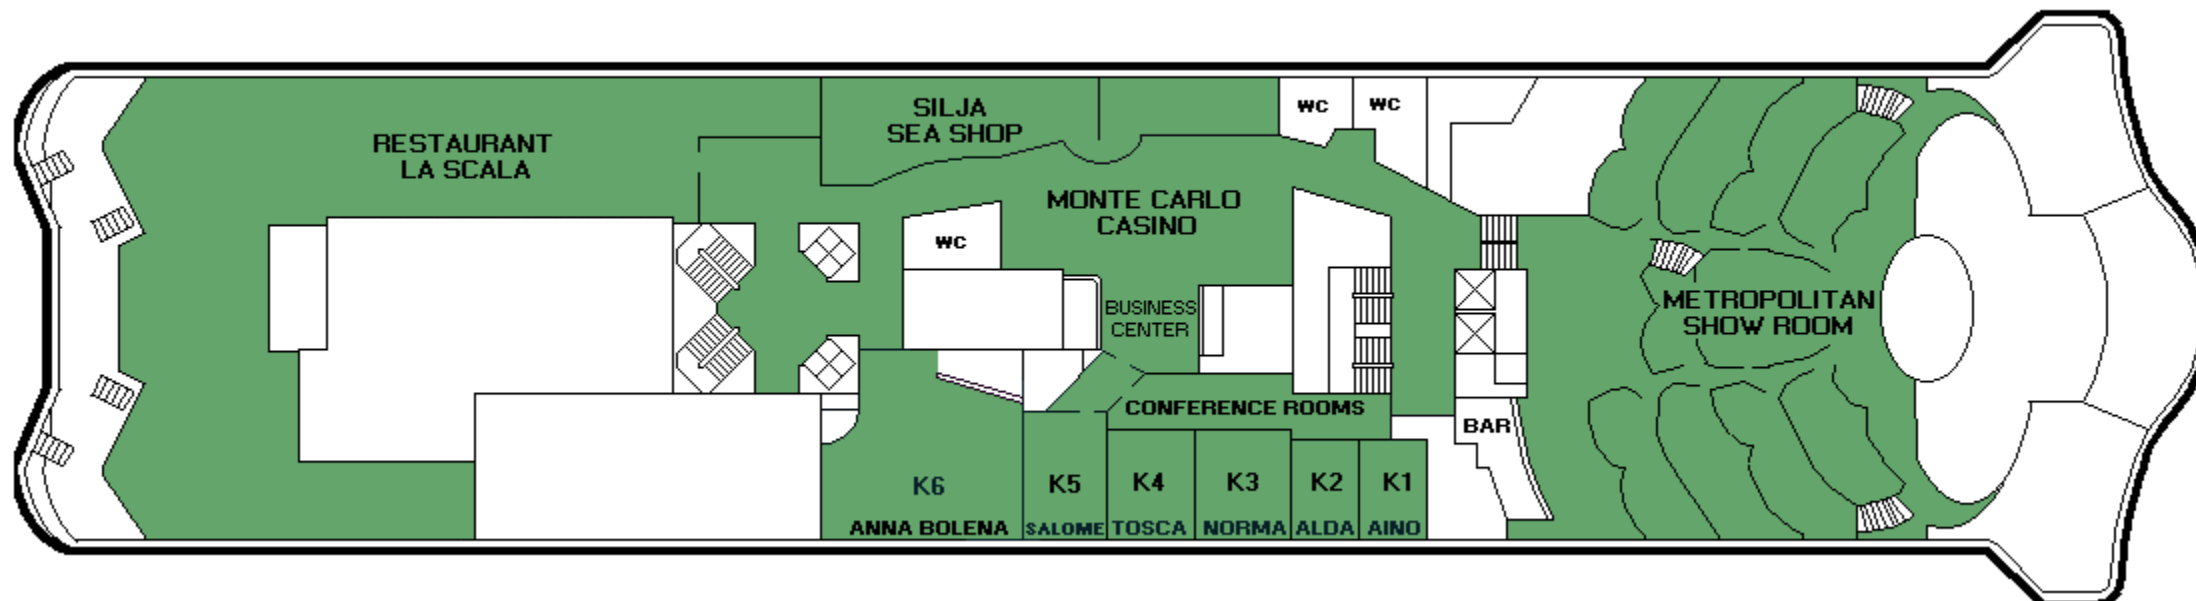 RESTAURANT
LA SCALA
SILJA
SEA SHOP
WC
WC
MONTE CARLO
CASINO
WC
BUSINESS
CENTER
METROPOLITAN
SHOW ROOM
CONFERENCE ROOMS
BAR
K6
K5
K4
K3
K2
K1
ANNA BOLENA
SALOME
TOSCA
NORMA
ALDA
AINO